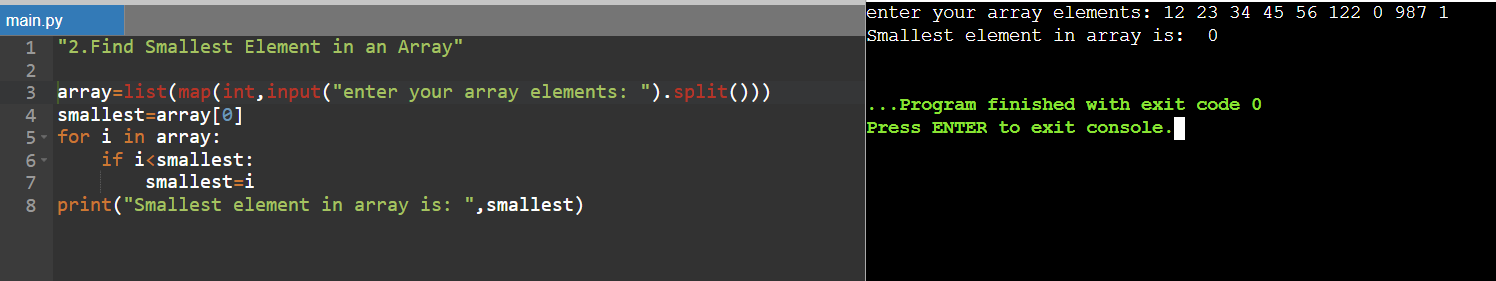 main.py
1 "2.Find Smallest Element in an Array"
2
3 array=list(map(int,input("enter your array elements: ").split()))
4 smallest=array[0]
5 for i in array:
6     if i<smallest:
7         smallest=i
8 print("Smallest element in array is: ",smallest)
enter your array elements: 12 23 34 45 56 122 0 987 1
Smallest element in array is:  0
...Program finished with exit code 0
Press ENTER to exit console.